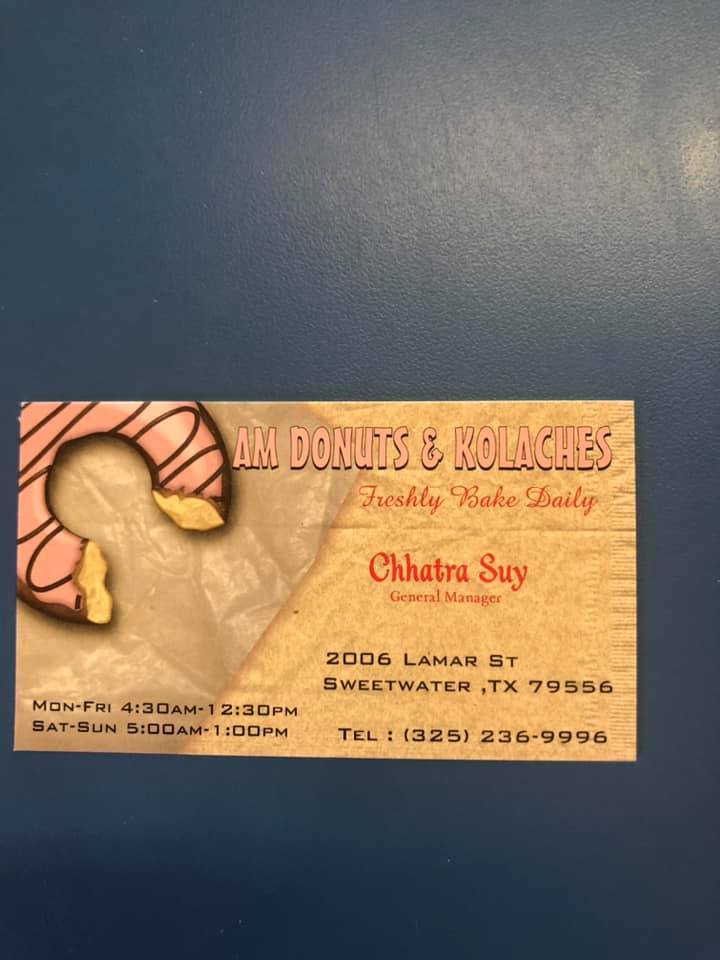 AM DONUTS & KOLACHES
Freshly Bake Daily
Chhatra Suy
General Manager
2006 LAMAR ST
SWEETWATER ,TX 79556
MON-FRI 4:30AM-12:30PM
SAT-SUN 5:00AM-1:00PM
TEL : (325) 236-9996